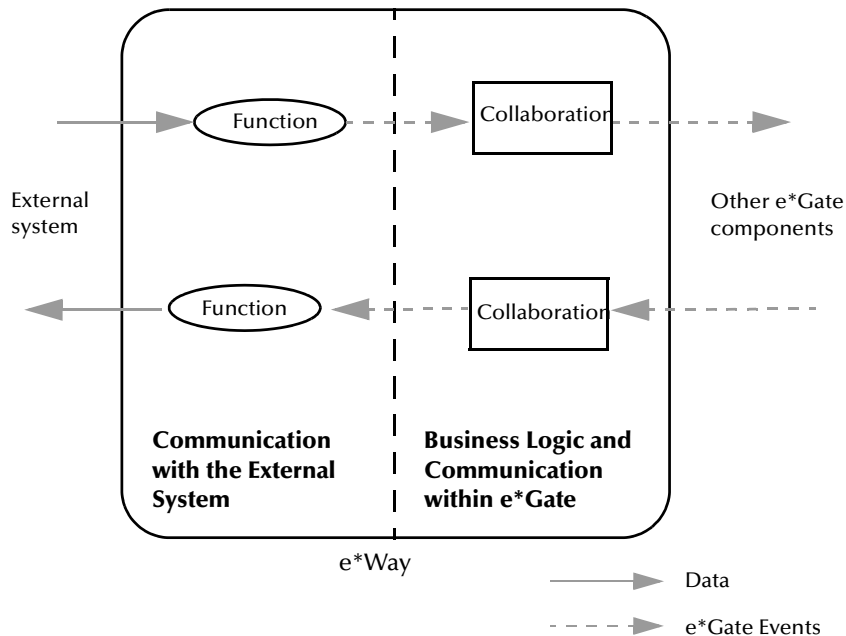 Function
Collaboration
External
system
Other e*Gate
components
Function
Collaboration
Communication
with the External
System
Business Logic and
Communication
within e*Gate
e*Way
Data
e*Gate Events